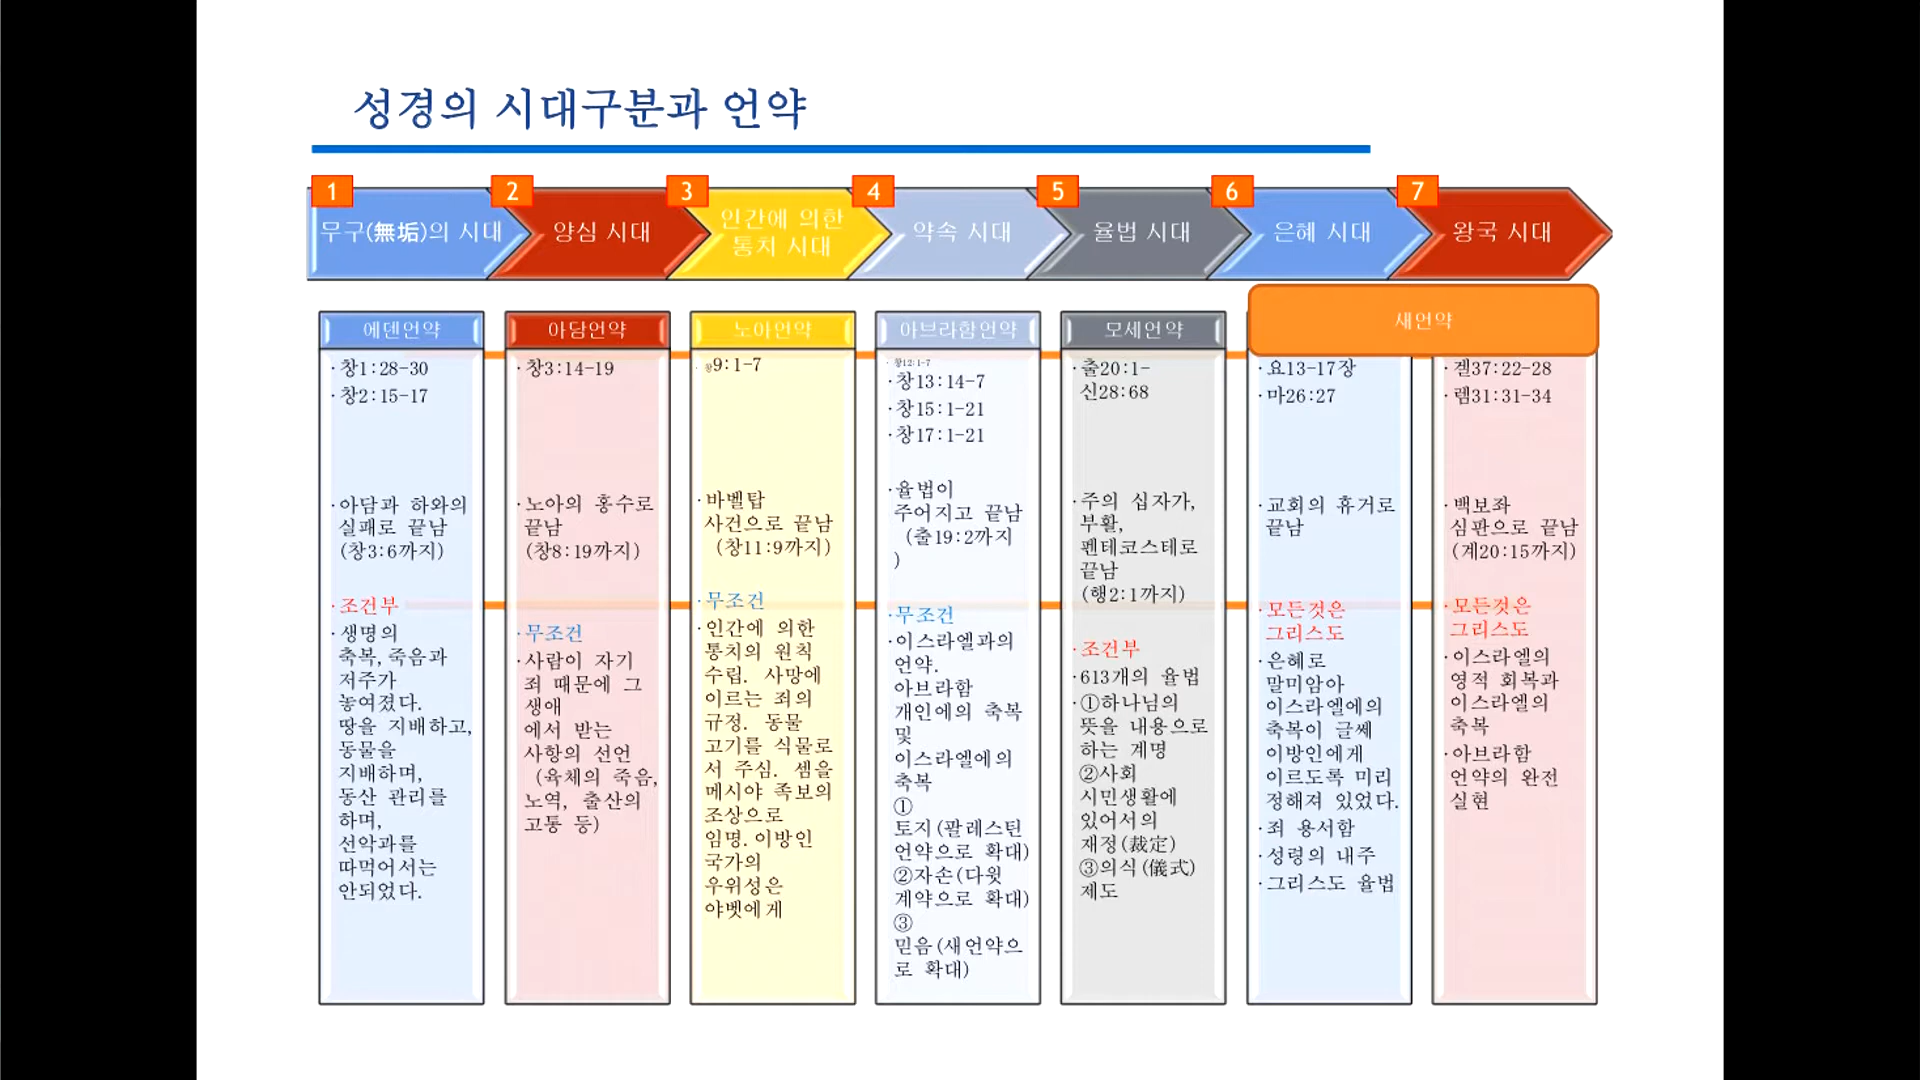 성경의 시대구분과 언약
1
무구(無垢)의 시대
2
양심 시대
3
인간에 의한
통치 시대
4
약속 시대
5
율법 시대
6
은혜 시대
7
왕국 시대
에덴언약
·창1:28-30
·창2:15-17
·아담과 하와의
실패로 끝남
(창3:6까지)
·조건부
·생명의
축복, 죽음과
저주가
놓여졌다.
땅을 지배하고,
동물을
지배하며,
동산 관리를
하며,
선악과를
따먹어서는
안되었다.
아담언약
·창3:14-19
·노아의 홍수로
끝남
(창8:19까지)
·무조건
·사람이 자기
죄 때문에 그
생애
에서 받는
사항의 선언
(육체의 죽음,
노역, 출산의
고통 등)
노아언약
·창9:1-7
·바벨탑
사건으로 끝남
(창11:9까지)
·무조건
·인간에 의한
통치의 원칙
수립. 사망에
이르는 죄의
규정. 동물
고기를 식물로
서 주심. 셈을
메시야 족보의
조상으로
임명. 이방인
국가의
우위성은
야벳에게
아브라함언약
·창12:1-7
·창13:14-7
·창15:1-21
·창17:1-21
·율법이
주어지고 끝남
(출19:2까지
)
·무조건
·이스라엘과의
언약.
아브라함
개인에의 축복
및
이스라엘에의
축복
①
토지(팔레스틴
언약으로 확대)
②자손(다윗
계약으로 확대)
③
믿음(새언약으
로 확대)
모세언약
·출20:1-
신28:68
·주의 십자가,
부활,
펜테코스테로
끝남
(행2:1까지)
·조건부
·613개의 율법
·①하나님의
뜻을 내용으로
하는 계명
②사회
시민생활에
있어서의
재정(裁定)
③의식(儀式)
제도
새언약
·요13-17장
·마26:27
·교회의 휴거로
끝남
·모든것은
그리스도
·은혜로
말미암아
이스라엘에의
축복이 글쎄
이방인에게
이르도록 미리
정해져 있었다.
·죄 용서함
·성령의 내주
·그리스도 율법
·겔37:22-28
·렘31:31-34
·백보좌
심판으로 끝남
(계20:15까지)
·모든것은
그리스도
·이스라엘의
영적 회복과
이스라엘의
축복
·아브라함
언약의 완전
실현